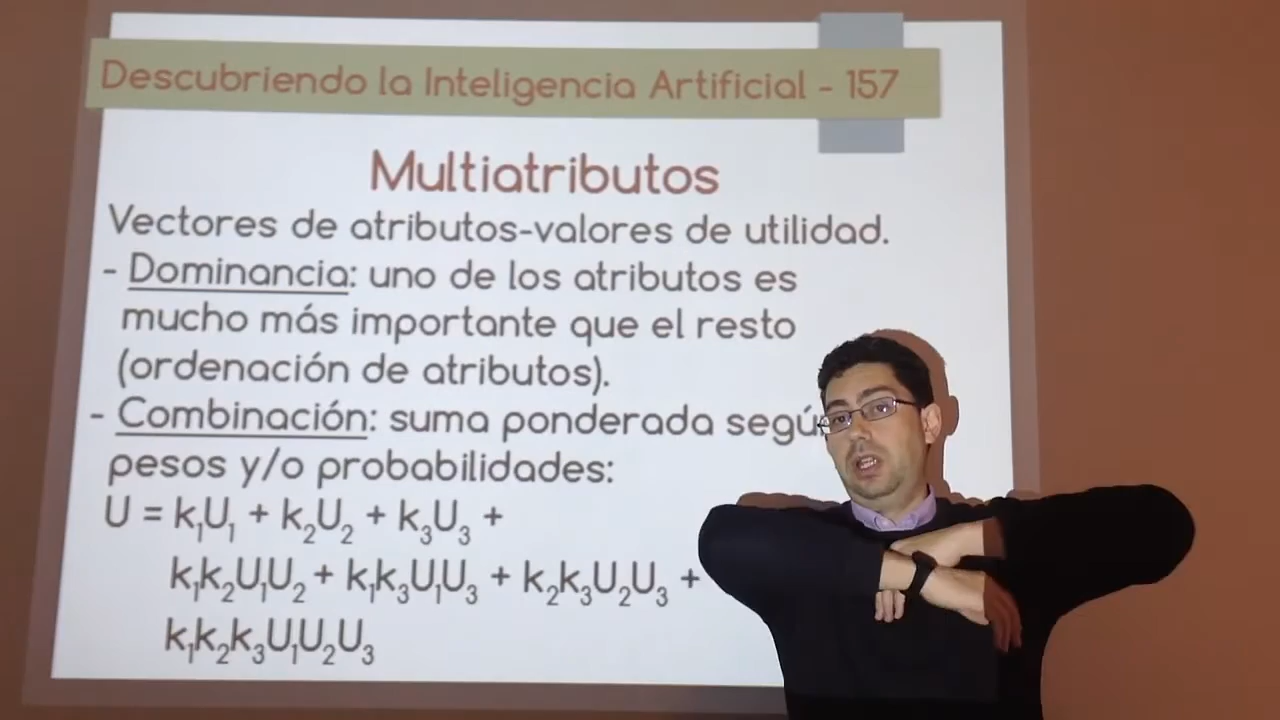 Descubriendo la Inteligencia Artificial - 157
Multiatributos
Vectores de atributos-valores de utilidad.
- Dominancia: uno de los atributos es
mucho más importante que el resto
(ordenación de atributos).
- Combinación: suma ponderada según
pesos y/o probabilidades:
U = k₁U₁ + k₂U₂ + k₃U₃ +
k₁k₂U₁U₂ + k₁k₃U₁U₃ + k₂k₃U₂U₃ +
k₁k₂k₃U₁U₂U₃